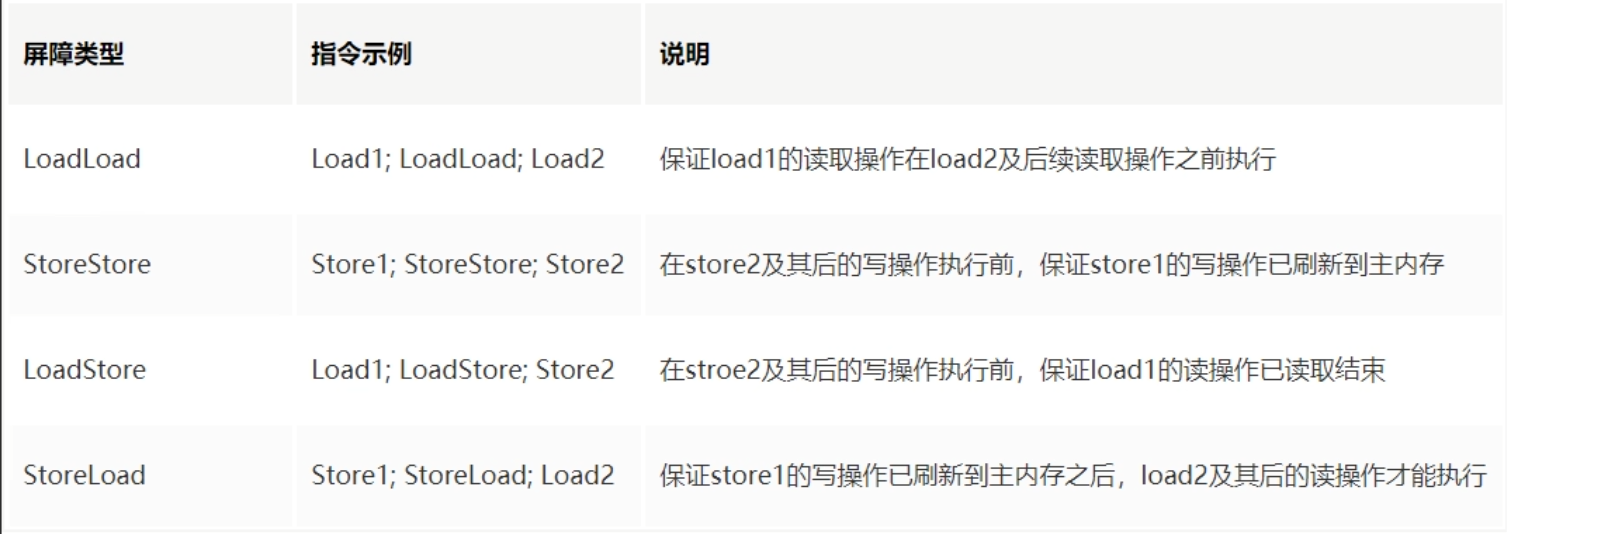 屏障类型 指令示例 说明
LoadLoad Load1; LoadLoad; Load2 保证load1的读取操作在load2及后续读取操作之前执行
StoreStore Store1; StoreStore; Store2 在store2及其后的写操作执行前，保证store1的写操作已刷新到主内存
LoadStore Load1; LoadStore; Store2 在stroe2及其后的写操作执行前，保证load1的读操作已读取结束
StoreLoad Store1; StoreLoad; Load2 保证store1的写操作已刷新到主内存之后，load2及其后的读操作才能执行